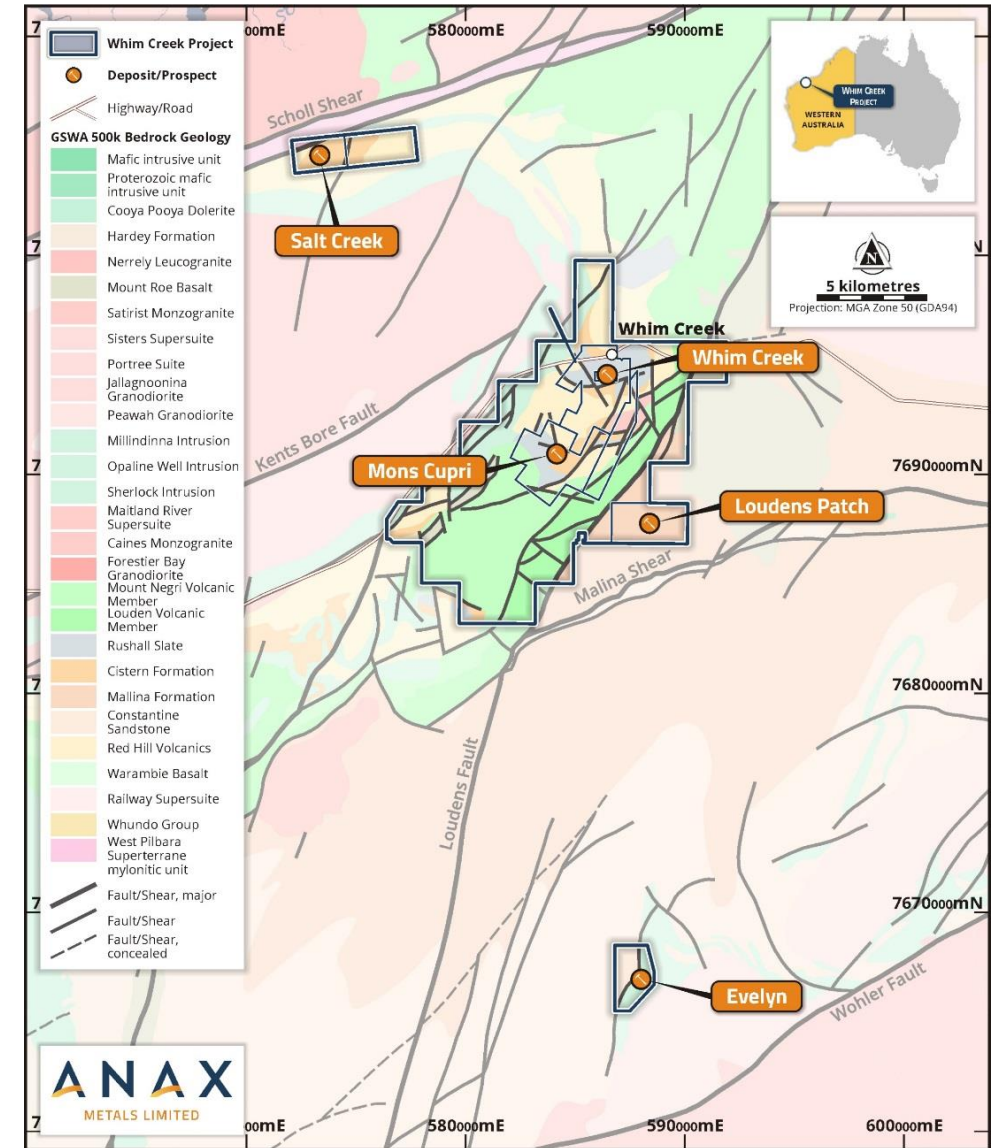 Whim Creek Project
Deposit/Prospect
Highway/Road
GSWA 500k Bedrock Geology
Mafic intrusive unit
Proterozoic mafic
intrusive unit
Cooya Pooya Dolerite
Hardey Formation
Nerrely Leucogranite
Mount Roe Basalt
Satirist Monzogranite
Sisters Supersuite
Portree Suite
Jallagnoonina
Granodiorite
Peawah Granodiorite
Millindinna Intrusion
Opaline Well Intrusion
Sherlock Intrusion
Maitland River
Supersuite
Caines Monzogranite
Forestier Bay
Granodiorite
Mount Negri Volcanic
Member
Louden Volcanic
Member
Rushall Slate
Cistern Formation
Mallina Formation
Constantine
Sandstone
Red Hill Volcanics
Warambie Basalt
Railway Supersuite
Whundo Group
West Pilbara
Superterrane
mylonitic unit
Fault/Shear, major
Fault/Shear
Fault/Shear,
concealed
ANAX
METALS LIMITED
7
000mE
580000mE
590000mE
WHIM CREEK
PROJECT
WESTERN
AUSTRALIA
N
5 kilometres
Projection: MGA Zone 50 (GDA94)
Scholl Shear
Salt Creek
7
N
Whim Creek
Whim Creek
Kents Bore Fault
Mons Cupri
7690000mN
Loudens Patch
Malina Shear
7
7680000mN
Loudens Fault
7
7670000mN
Evelyn
Wohler Fault
7
000mE
580000mE
590000mE
600000mE